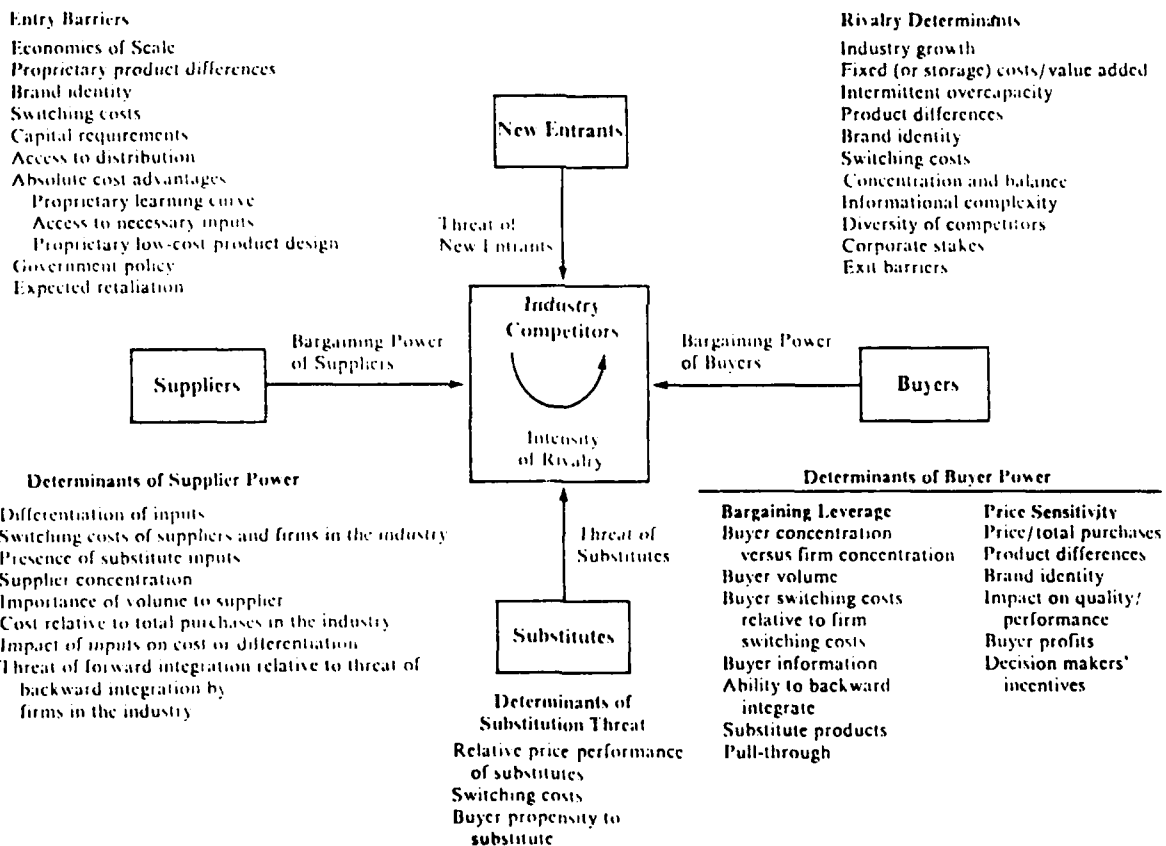 Entry Barriers
Economies of Scale
Proprietary product differences
Brand identity
Switching costs
Capital requirements
Access to distribution
Absolute cost advantages
Proprietary learning curve
Access to necessary inputs
Proprietary low-cost product design
Government policy
Expected retaliation
Rivalry Determinants
Industry growth
Fixed (or storage) costs/value added
Intermittent overcapacity
Product differences
Brand identity
Switching costs
Concentration and balance
Informational complexity
Diversity of competitors
Corporate stakes
Exit barriers
New Entrants
Threat of
New Entrants
Industry
Competitors
Intensity
of Rivalry
Bargaining Power
of Suppliers
Suppliers
Bargaining Power
of Buyers
Buyers
Threat of
Substitutes
Substitutes
Determinants of Supplier Power
Differentiation of inputs
Switching costs of suppliers and firms in the industry
Presence of substitute inputs
Supplier concentration
Importance of volume to supplier
Cost relative to total purchases in the industry
Impact of inputs on cost or differentiation
Threat of forward integration relative to threat of
backward integration by
firms in the industry
Determinants of
Substitution Threat
Relative price performance
of substitutes
Switching costs
Buyer propensity to
substitute
Determinants of Buyer Power
Bargaining Leverage
Buyer concentration
versus firm concentration
Buyer volume
Buyer switching costs
relative to firm
switching costs
Buyer information
Ability to backward
integrate
Substitute products
Pull-through
Price Sensitivity
Price/total purchases
Product differences
Brand identity
Impact on quality/
performance
Buyer profits
Decision makers'
incentives